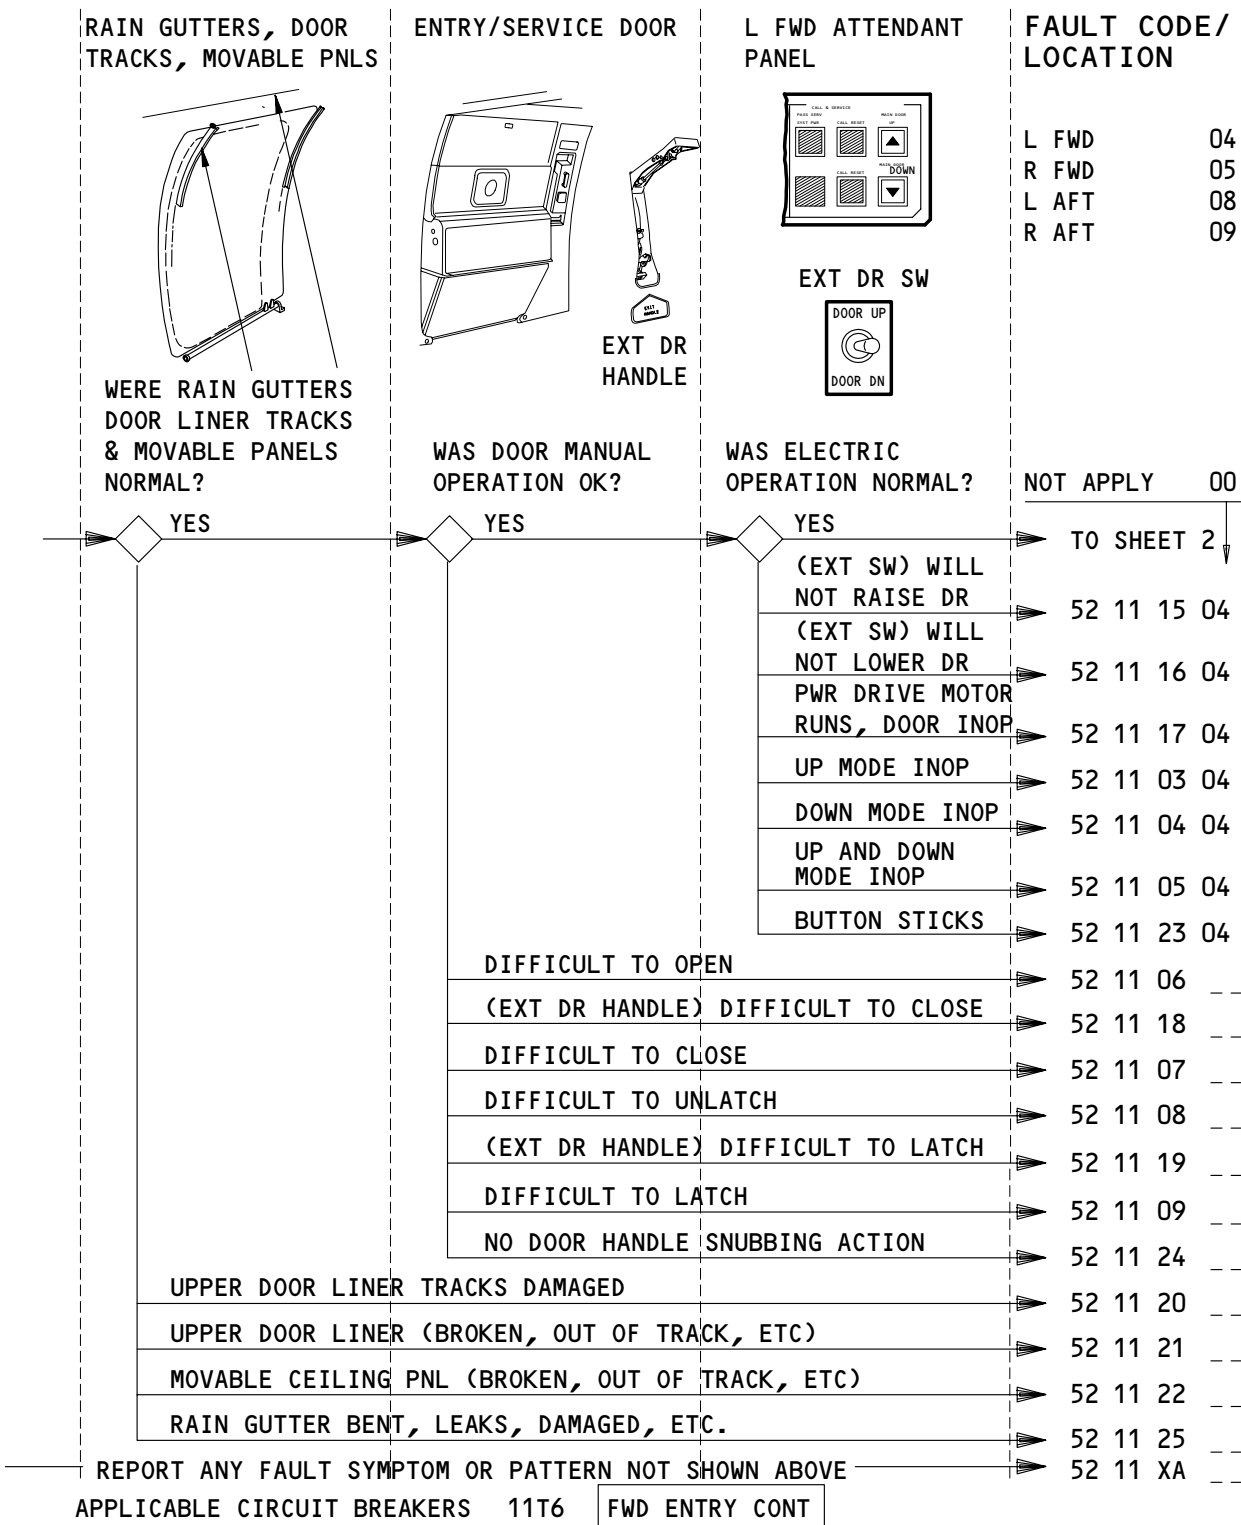 RAIN GUTTERS, DOOR
TRACKS, MOVABLE PNLS
ENTRY/SERVICE DOOR
L FWD ATTENDANT
PANEL
FAULT CODE/
LOCATION
CALL & SERVICE
PASS SERV
SYST PWR
CALL RESET
MAIN DOOR
UP
CALL RESET
MAIN DOOR
DOWN
L FWD 04
R FWD 05
L AFT 08
R AFT 09
EXT DR SW
DOOR UP
DOOR DN
EXIT
HANDLE
EXT DR
HANDLE
WERE RAIN GUTTERS
DOOR LINER TRACKS
& MOVABLE PANELS
NORMAL?
WAS DOOR MANUAL
OPERATION OK?
WAS ELECTRIC
OPERATION NORMAL?
NOT APPLY 00
YES
YES
YES
TO SHEET 2
(EXT SW) WILL
NOT RAISE DR
52 11 15 04
(EXT SW) WILL
NOT LOWER DR
52 11 16 04
PWR DRIVE MOTOR
RUNS, DOOR INOP
52 11 17 04
UP MODE INOP
52 11 03 04
DOWN MODE INOP
52 11 04 04
UP AND DOWN
MODE INOP
52 11 05 04
BUTTON STICKS
52 11 23 04
DIFFICULT TO OPEN
52 11 06 _ _
(EXT DR HANDLE) DIFFICULT TO CLOSE
52 11 18 _ _
DIFFICULT TO CLOSE
52 11 07 _ _
DIFFICULT TO UNLATCH
52 11 08 _ _
(EXT DR HANDLE) DIFFICULT TO LATCH
52 11 19 _ _
DIFFICULT TO LATCH
52 11 09 _ _
NO DOOR HANDLE SNUBBING ACTION
52 11 24 _ _
UPPER DOOR LINER TRACKS DAMAGED
52 11 20 _ _
UPPER DOOR LINER (BROKEN, OUT OF TRACK, ETC)
52 11 21 _ _
MOVABLE CEILING PNL (BROKEN, OUT OF TRACK, ETC)
52 11 22 _ _
RAIN GUTTER BENT, LEAKS, DAMAGED, ETC.
52 11 25 _ _
REPORT ANY FAULT SYMPTOM OR PATTERN NOT SHOWN ABOVE
52 11 XA _ _
APPLICABLE CIRCUIT BREAKERS 11T6 FWD ENTRY CONT